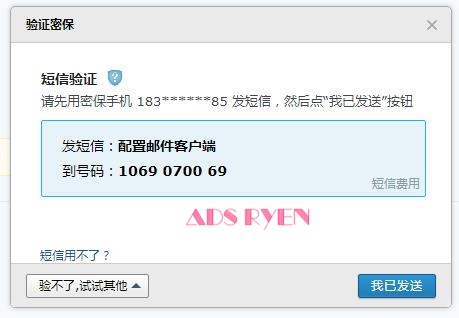 验证密保
×
短信验证 ?
请先用密保手机 183******85 发短信，然后点“我已发送”按钮
发短信：配置邮件客户端
到号码：1069 0700 69
短信费用
ADS RYEN
短信用不了？
验不了,试试其他
我已发送